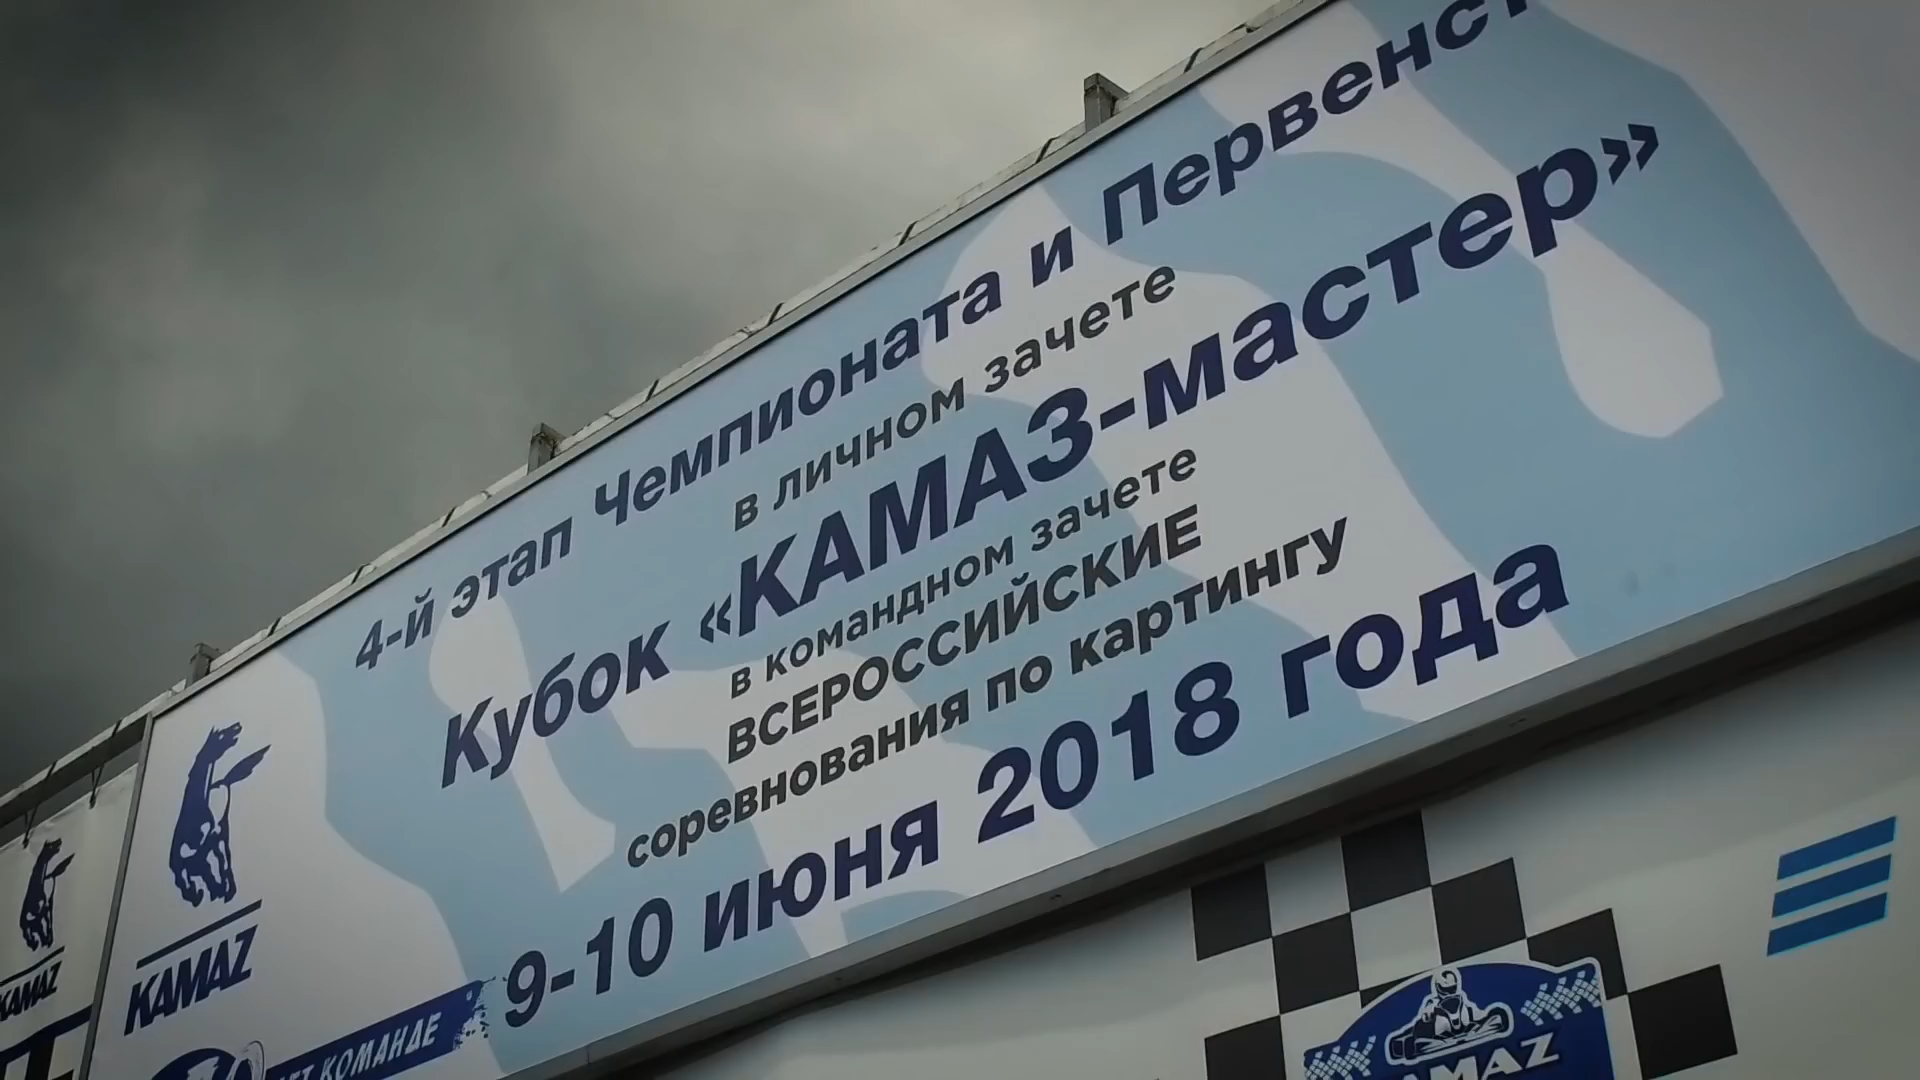 4-й этап Чемпионата и Первенст
в личном зачете
Кубок «КАМАЗ-мастер»
в командном зачете
ВСЕРОССИЙСКИЕ
соревнования по картингу
9-10 июня 2018 года
KAMAZ
KAMAZ
КОМАНДЕ